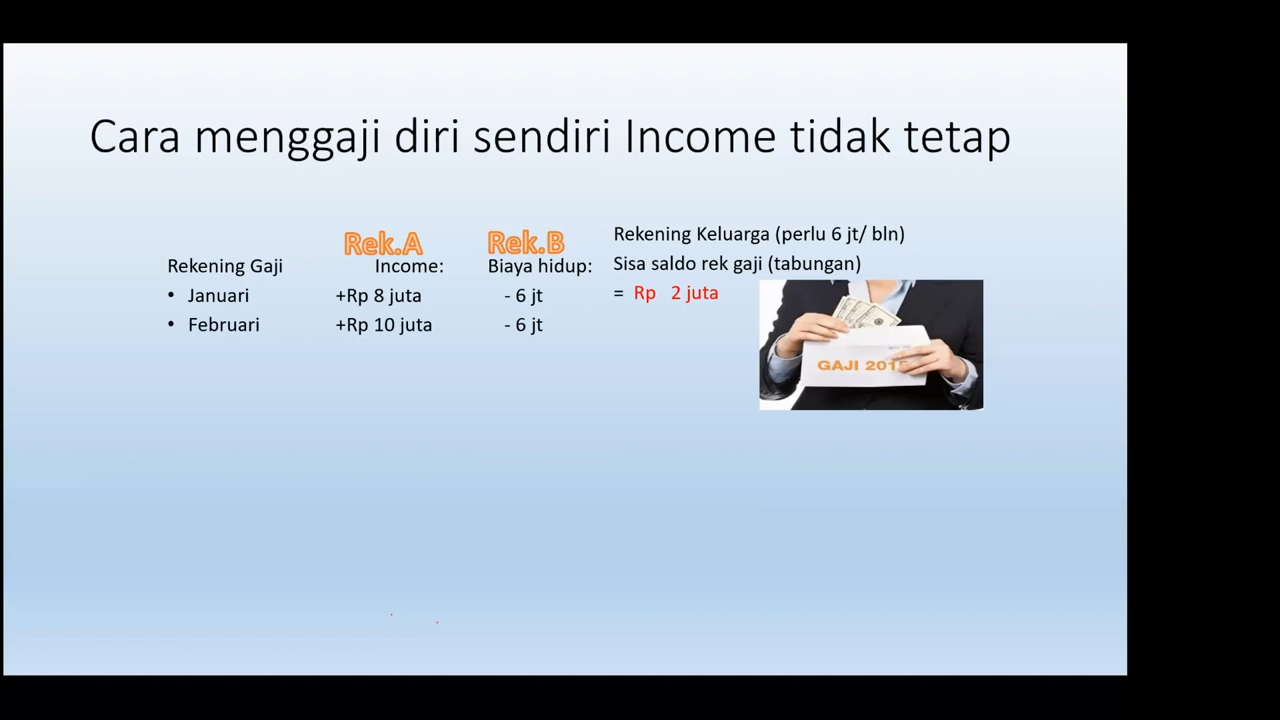 Cara menggaji diri sendiri Income tidak tetap
Rek.A Rek.B Rekening Keluarga (perlu 6 jt/ bln)
Rekening Gaji Income: Biaya hidup: Sisa saldo rek gaji (tabungan)
• Januari +Rp 8 juta - 6 jt = Rp 2 juta
• Februari +Rp 10 juta - 6 jt
GAJI 2015